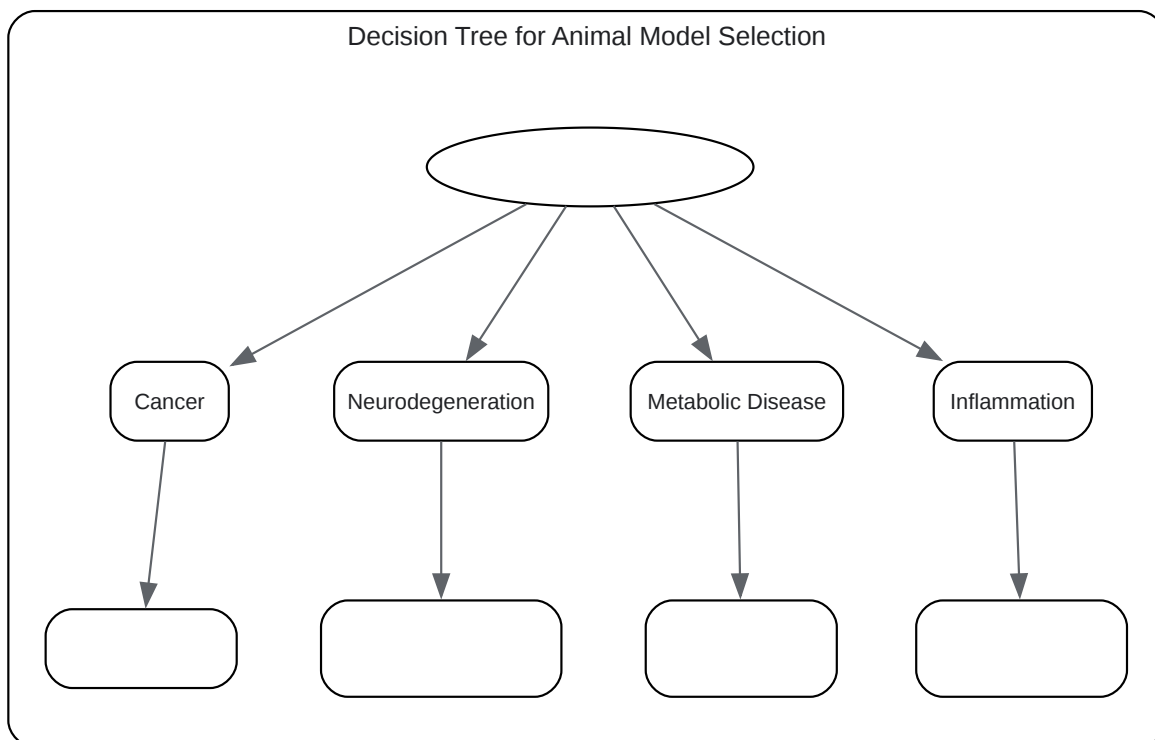 Decision Tree for Animal Model Selection
Cancer
Neurodegeneration
Metabolic Disease
Inflammation